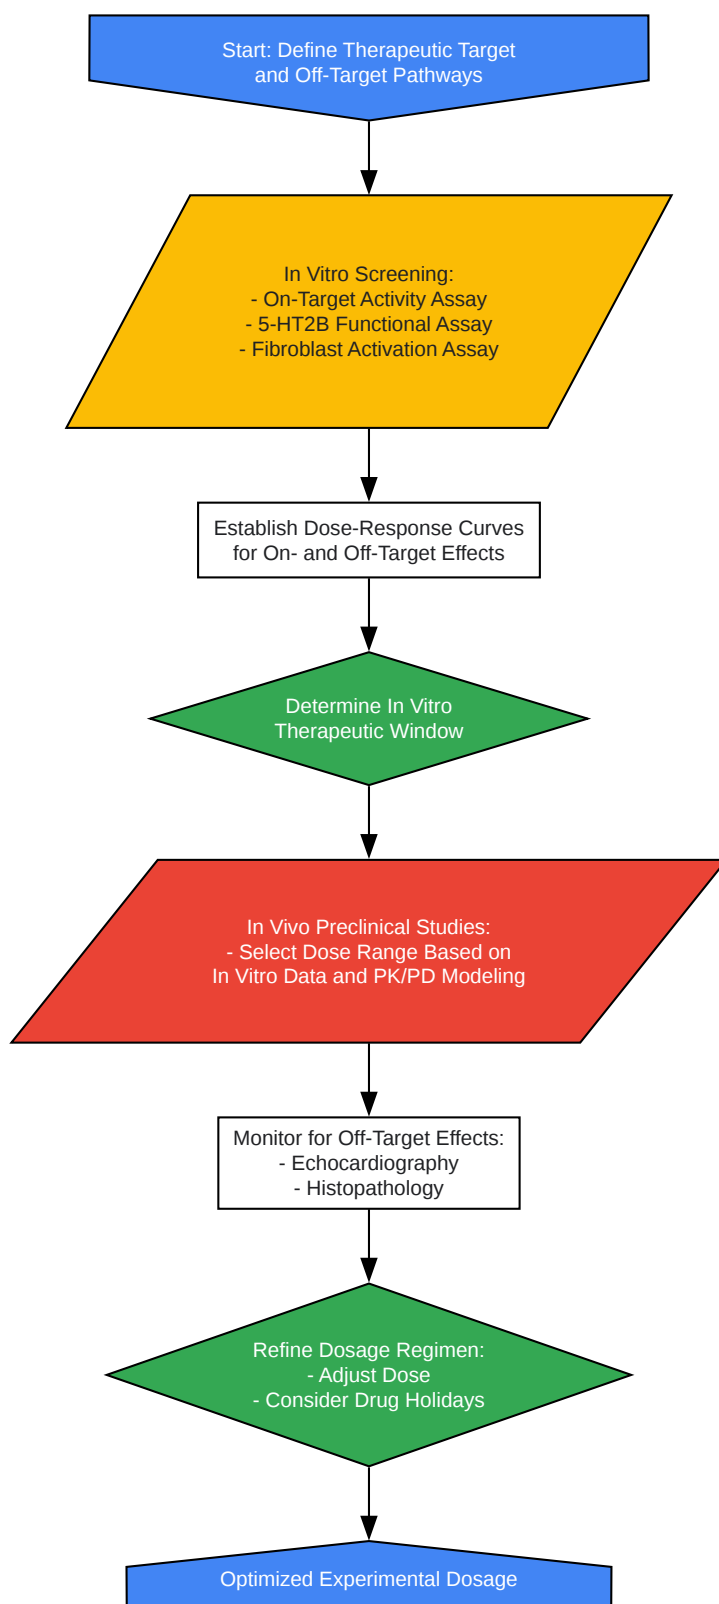 Start: Define Therapeutic Target
and Off-Target Pathways
In Vitro Screening:
- On-Target Activity Assay
- 5-HT2B Functional Assay
- Fibroblast Activation Assay
Establish Dose-Response Curves
for On- and Off-Target Effects
Determine In Vitro
Therapeutic Window
In Vivo Preclinical Studies:
- Select Dose Range Based on
In Vitro Data and PK/PD Modeling
Monitor for Off-Target Effects:
- Echocardiography
- Histopathology
Refine Dosage Regimen:
- Adjust Dose
- Consider Drug Holidays
Optimized Experimental Dosage